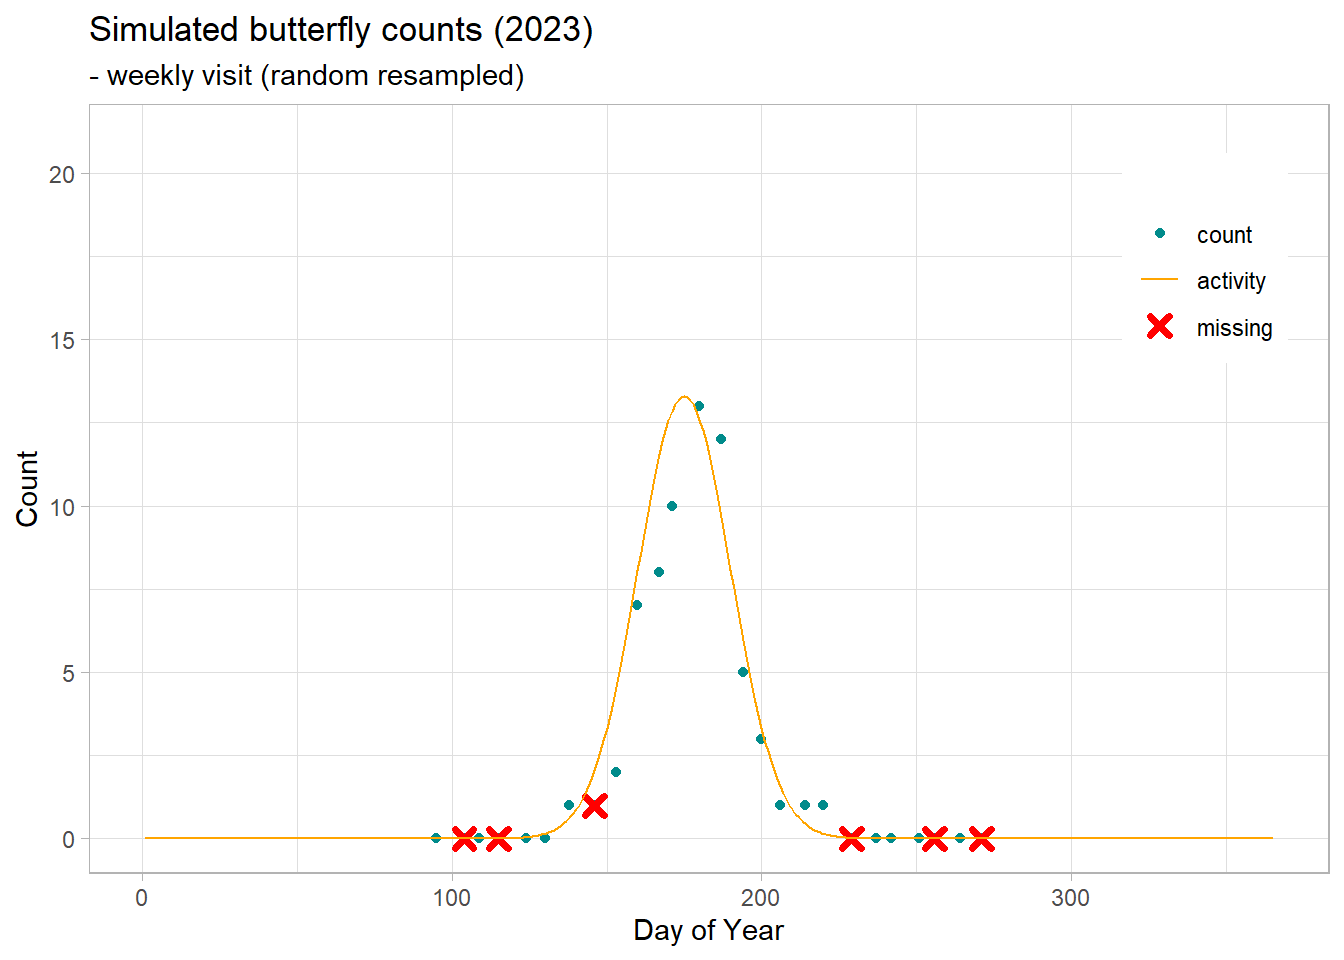 Simulated butterfly counts (2023)
- weekly visit (random resampled)
20
15
10
5
0
Count
count
activity
missing
0
100
200
300
Day of Year